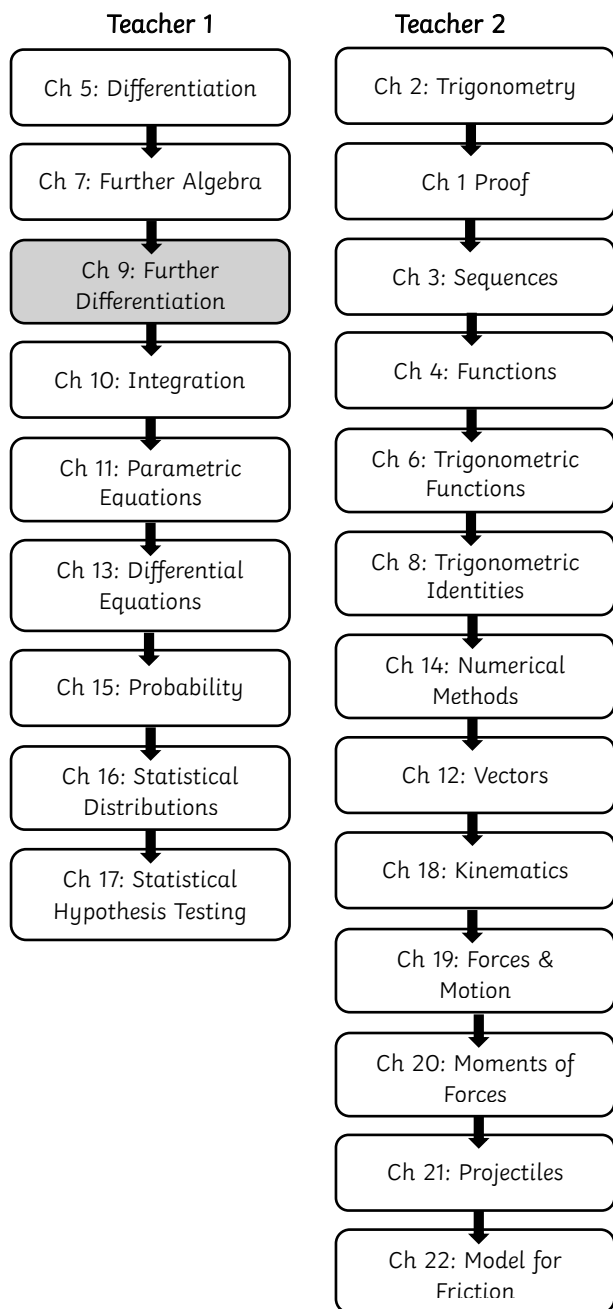 Teacher 1
Ch 5: Differentiation
Ch 7: Further Algebra
Ch 9: Further
Differentiation
Ch 10: Integration
Ch 11: Parametric
Equations
Ch 13: Differential
Equations
Ch 15: Probability
Ch 16: Statistical
Distributions
Ch 17: Statistical
Hypothesis Testing
Teacher 2
Ch 2: Trigonometry
Ch 1 Proof
Ch 3: Sequences
Ch 4: Functions
Ch 6: Trigonometric
Functions
Ch 8: Trigonometric
Identities
Ch 14: Numerical
Methods
Ch 12: Vectors
Ch 18: Kinematics
Ch 19: Forces &
Motion
Ch 20: Moments of
Forces
Ch 21: Projectiles
Ch 22: Model for
Friction